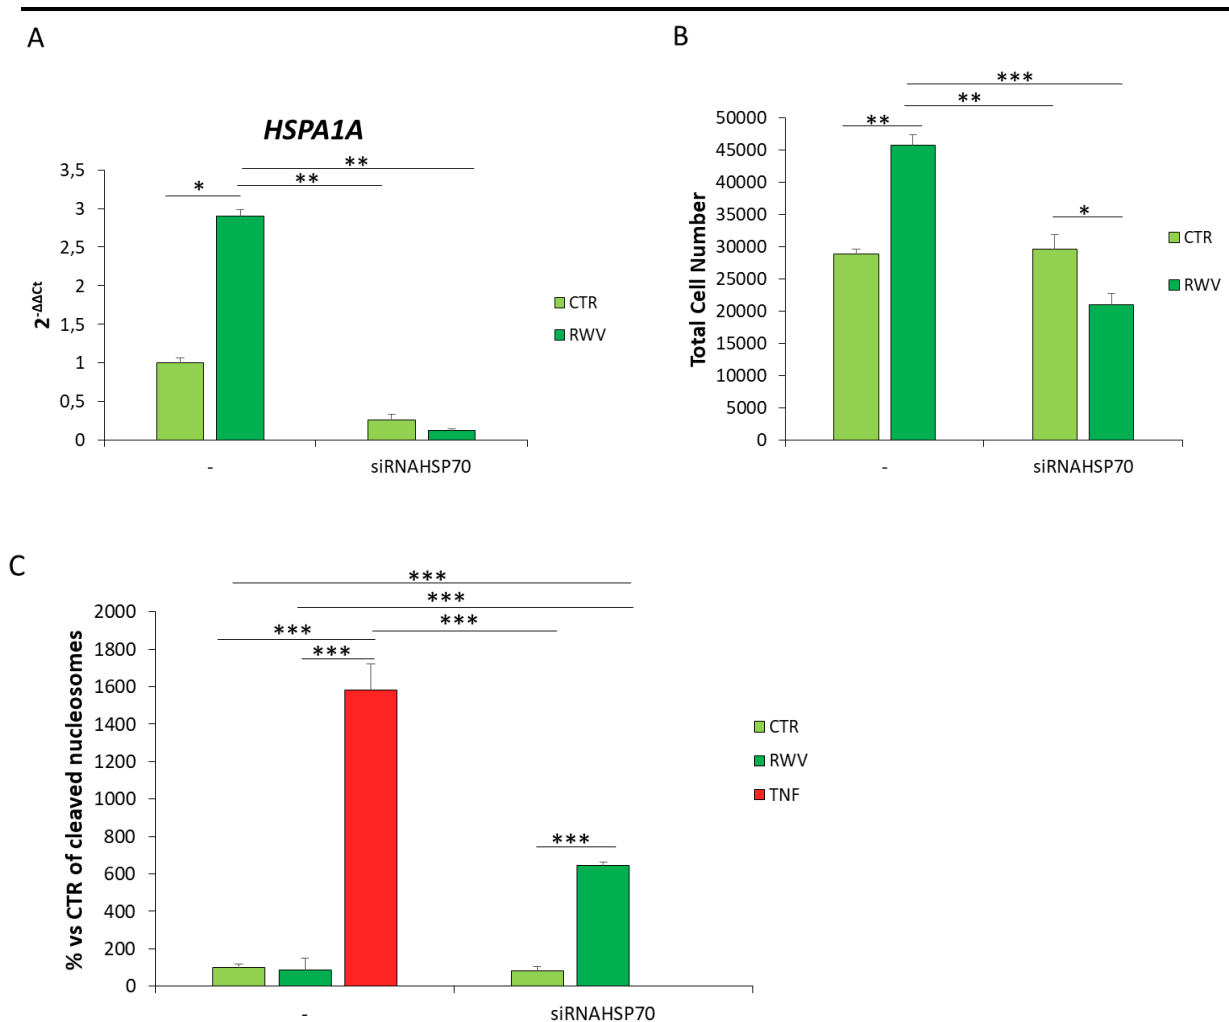 A
HSPA1A
**
**
*
3,5
3
2,5
2
1,5
1
0,5
0
2^-ΔΔCt
-
siRNAHSP70
CTR
RWV
B
***
**
**
*
50000
45000
40000
35000
30000
25000
20000
15000
10000
5000
0
Total Cell Number
-
siRNAHSP70
CTR
RWV
C
***
***
***
***
***
***
2000
1800
1600
1400
1200
1000
800
600
400
200
0
% vs CTR of cleaved nucleosomes
-
siRNAHSP70
CTR
RWV
TNF